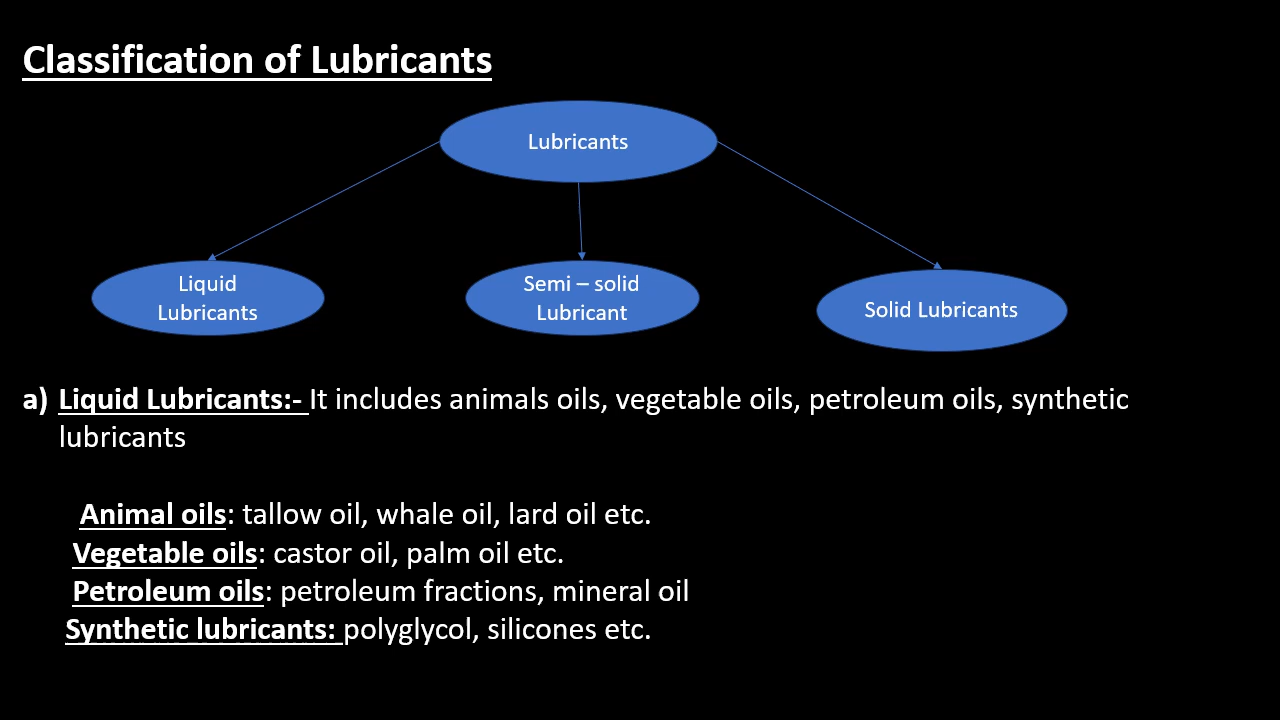 Classification of Lubricants
Lubricants
Liquid
Lubricants
Semi – solid
Lubricant
Solid Lubricants
a) Liquid Lubricants:- It includes animals oils, vegetable oils, petroleum oils, synthetic
lubricants
Animal oils: tallow oil, whale oil, lard oil etc.
Vegetable oils: castor oil, palm oil etc.
Petroleum oils: petroleum fractions, mineral oil
Synthetic lubricants: polyglycol, silicones etc.